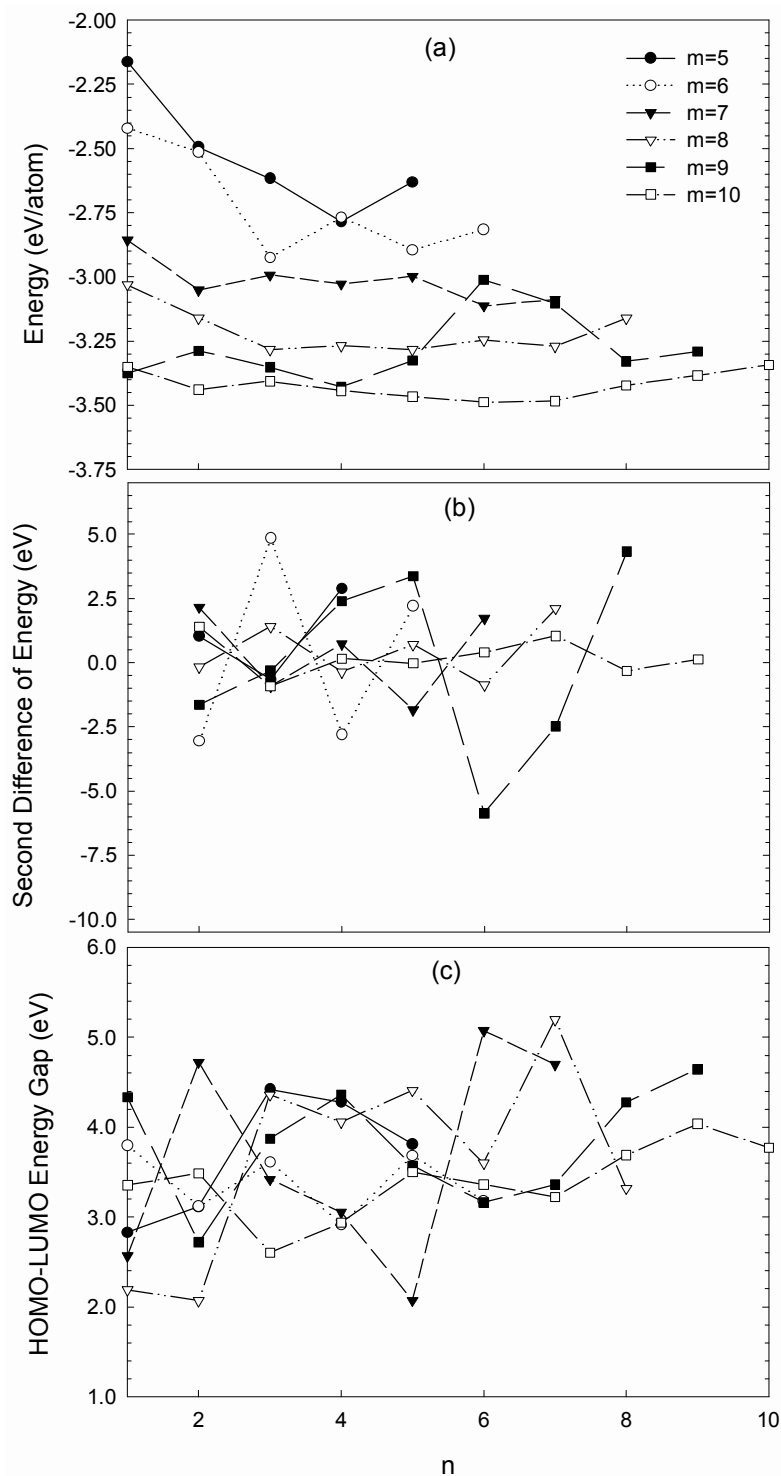 (a)
-2.00
-2.25
-2.50
-2.75
-3.00
-3.25
-3.50
-3.75
Energy (eV/atom)
m=5
m=6
m=7
m=8
m=9
m=10
(b)
5.0
2.5
0.0
-2.5
-5.0
-7.5
-10.0
Second Difference of Energy (eV)
(c)
6.0
5.0
4.0
3.0
2.0
1.0
HOMO-LUMO Energy Gap (eV)
2 4 6 8 10
n